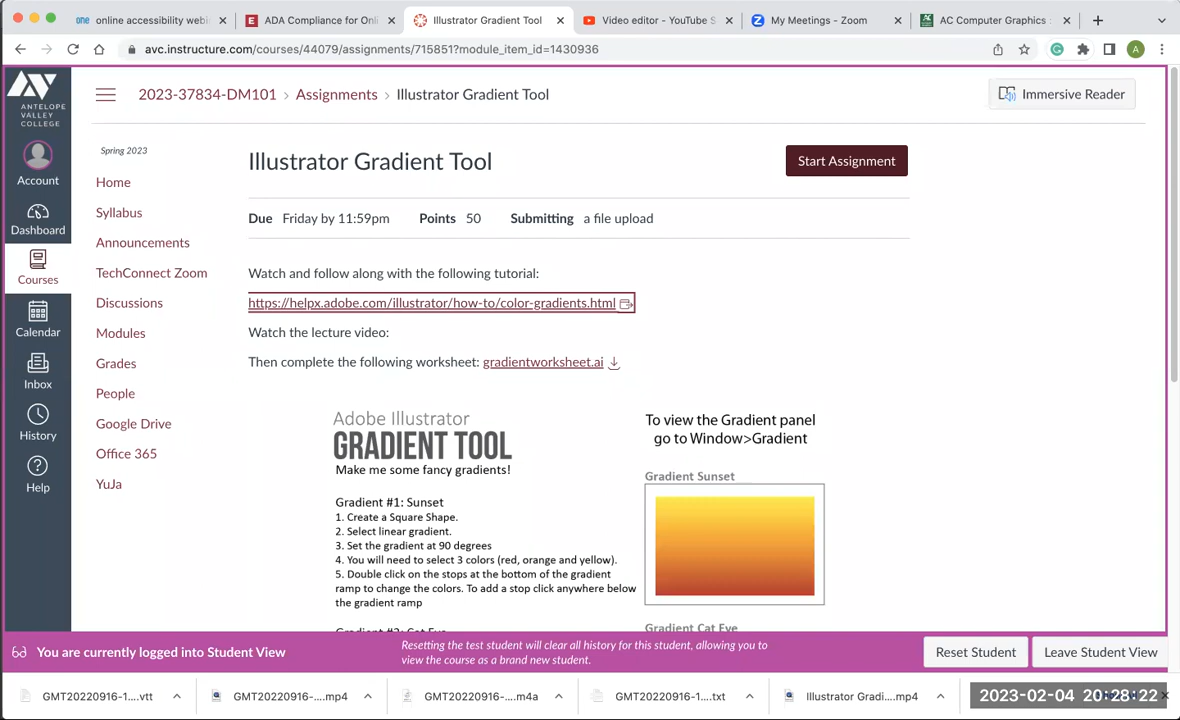 one online accessibility webi
ADA Compliance for Onli
Illustrator Gradient Tool
Video editor - YouTube S
My Meetings - Zoom
AC Computer Graphics :
avc.instructure.com/courses/44079/assignments/715851?module_item_id=1430936
ANTELOPE
VALLEY
COLLEGE
2023-37834-DM101 › Assignments › Illustrator Gradient Tool
Immersive Reader
Account
Dashboard
Courses
Calendar
Inbox
History
Help
Spring 2023
Home
Syllabus
Announcements
TechConnect Zoom
Discussions
Modules
Grades
People
Google Drive
Office 365
YuJa
Illustrator Gradient Tool
Start Assignment
Due Friday by 11:59pm Points 50 Submitting a file upload
Watch and follow along with the following tutorial:
https://helpx.adobe.com/illustrator/how-to/color-gradients.html
Watch the lecture video:
Then complete the following worksheet: gradientworksheet.ai
Adobe Illustrator
GRADIENT TOOL
Make me some fancy gradients!
Gradient #1: Sunset
1. Create a Square Shape.
2. Select linear gradient.
3. Set the gradient at 90 degrees
4. You will need to select 3 colors (red, orange and yellow).
5. Double click on the stops at the bottom of the gradient
ramp to change the colors. To add a stop click anywhere below
the gradient ramp
Gradient #2: Cat Eye
To view the Gradient panel
go to Window>Gradient
Gradient Sunset
Gradient Cat Eye
You are currently logged into Student View
Resetting the test student will clear all history for this student, allowing you to
view the course as a brand new student.
Reset Student
Leave Student View
GMT20220916-1....vtt
GMT20220916-....mp4
GMT20220916-....m4a
GMT20220916-1....txt
Illustrator Gradi....mp4
2023-02-04 20:28:22